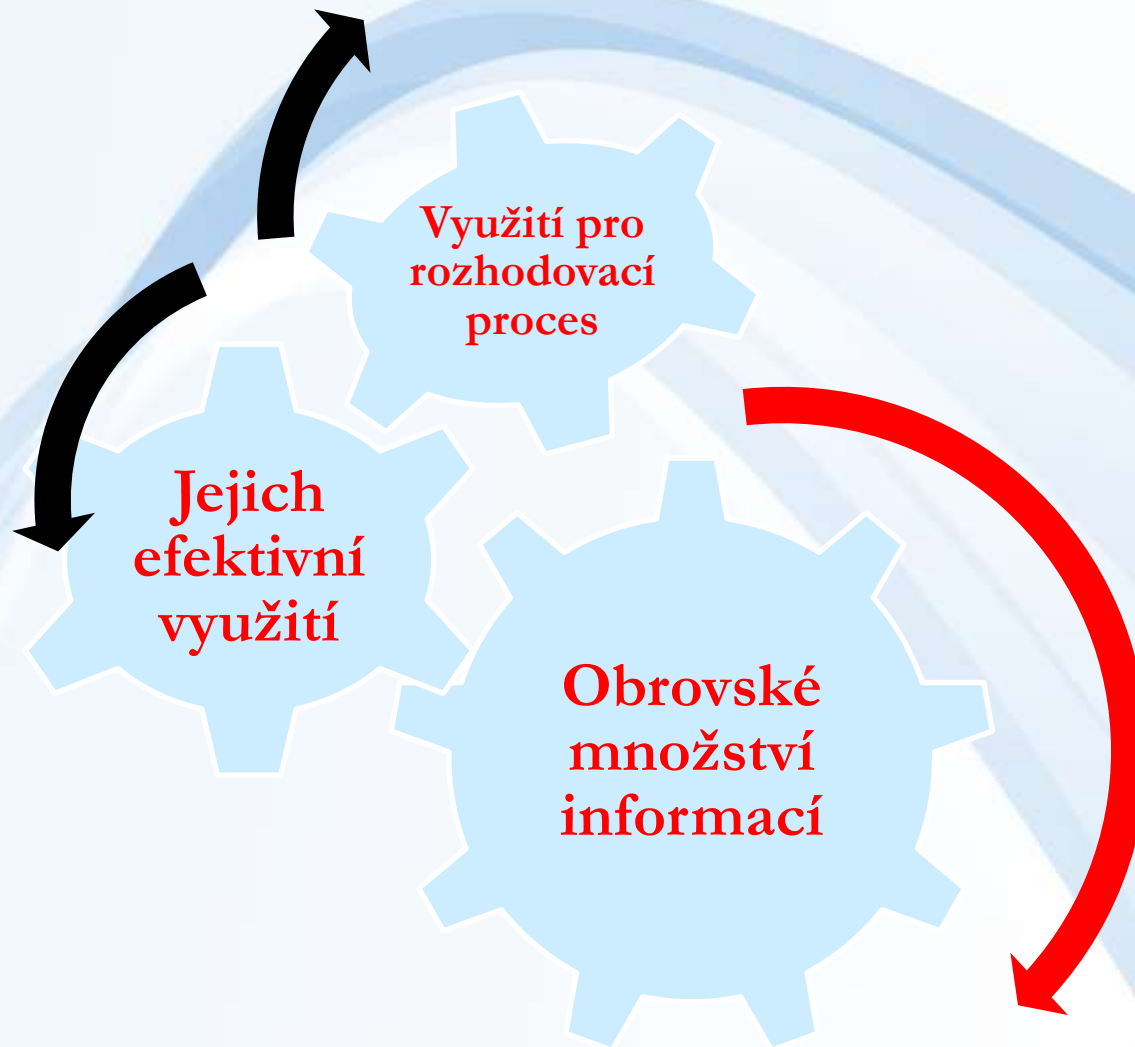 Využití pro
rozhodovací
proces
Jejich
efektivní
využití
Obrovské
množství
informací